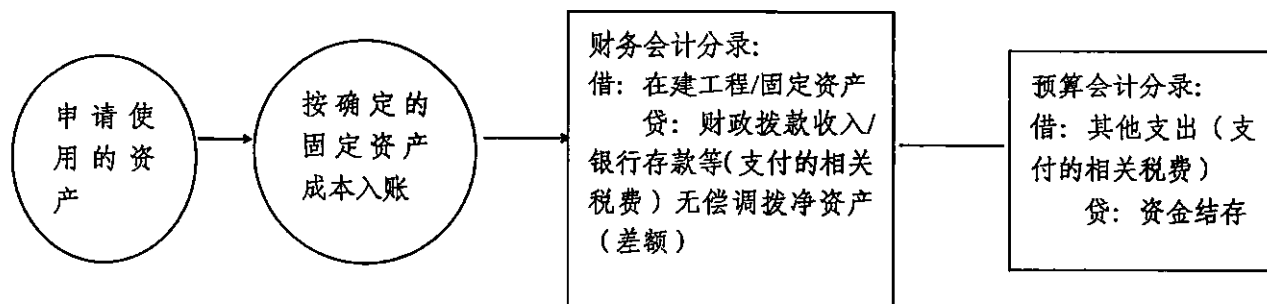 申请使
用的资
产
按确定的
固定资产
成本入账
财务会计分录:
借: 在建工程/固定资产
贷: 财政拨款收入/
银行存款等(支付的相关
税费)无偿调拨净资产
(差额)
预算会计分录:
借: 其他支出(支
付的相关税费)
贷: 资金结存